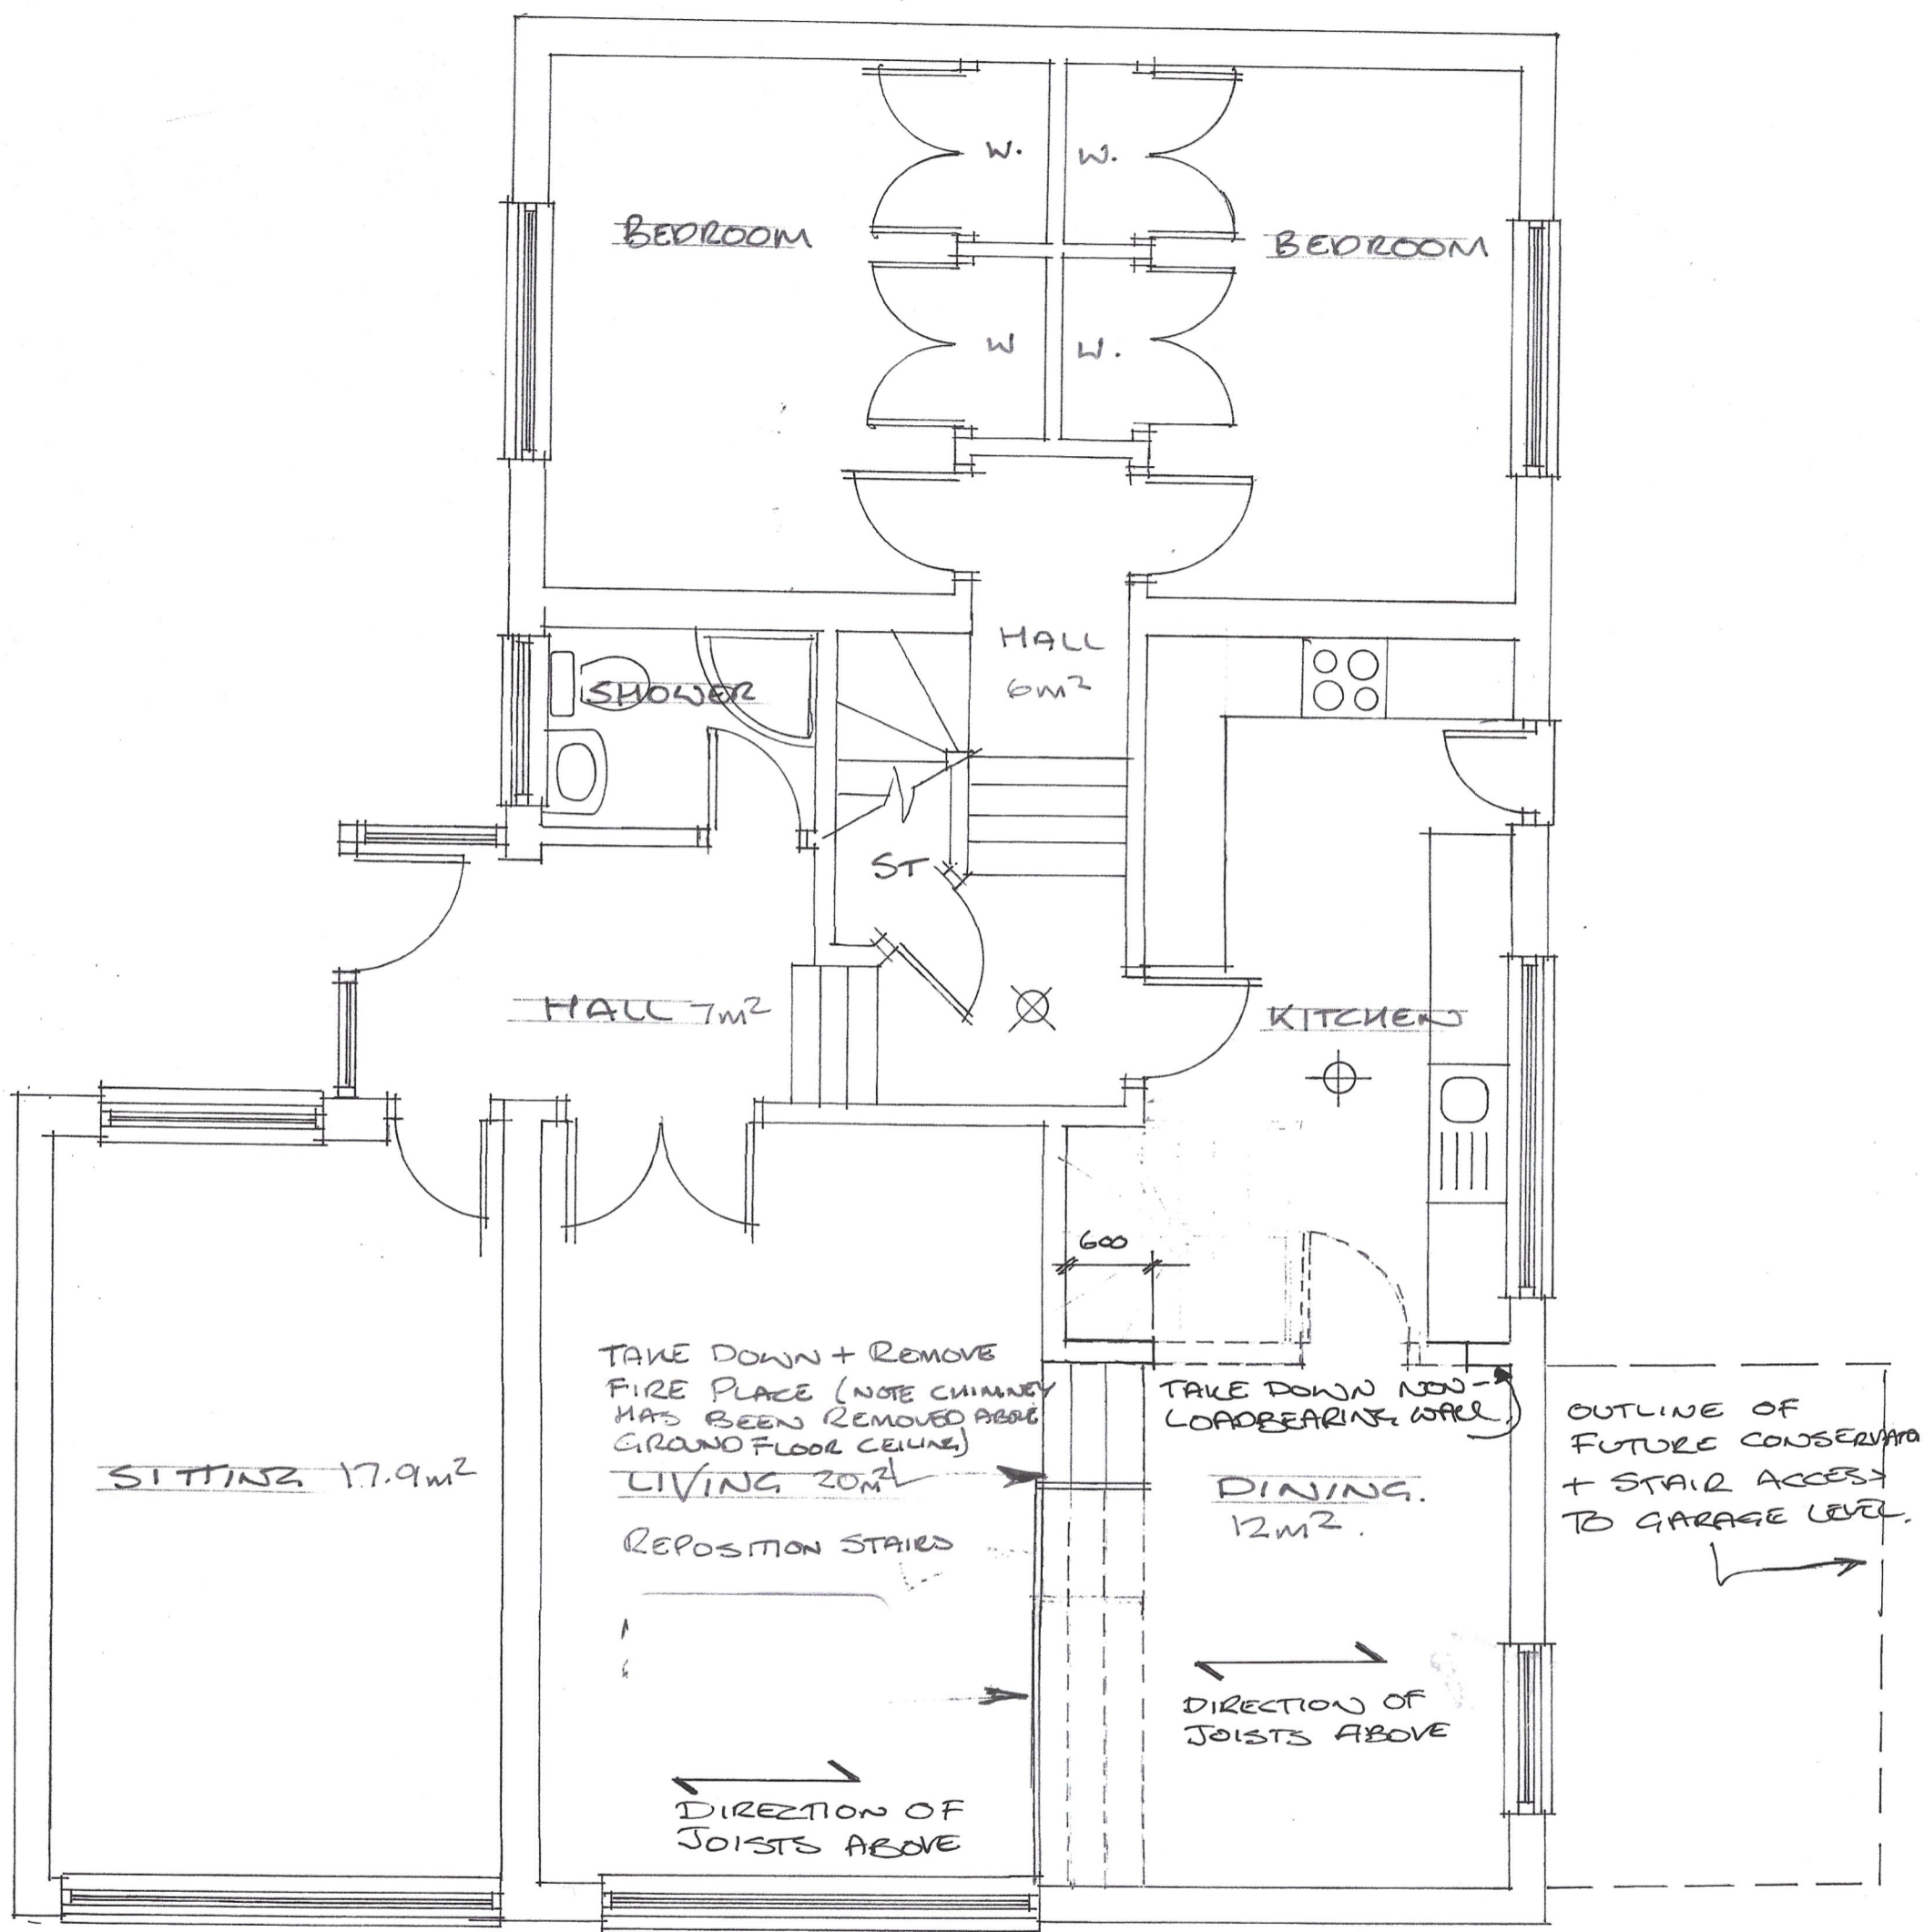 W. W.
BEDROOM
BEDROOM
W W.
HALL
6m²
SHOWER
ST
HALL 7m²
KITCHEN
600
TAKE DOWN + REMOVE
FIRE PLACE (NOTE CHIMNEY
HAS BEEN REMOVED ABOVE
GROUND FLOOR CEILING)
LIVING 20m²
REPOSITION STAIRS
SITTING 17.9m²
TAKE DOWN NON-
LOADBEARING WALL
DINING.
12m².
OUTLINE OF
FUTURE
+ STAIR ACCESS
TO GARAGE LEVEL.
DIRECTION OF
JOISTS ABOVE
DIRECTION OF
JOISTS ABOVE